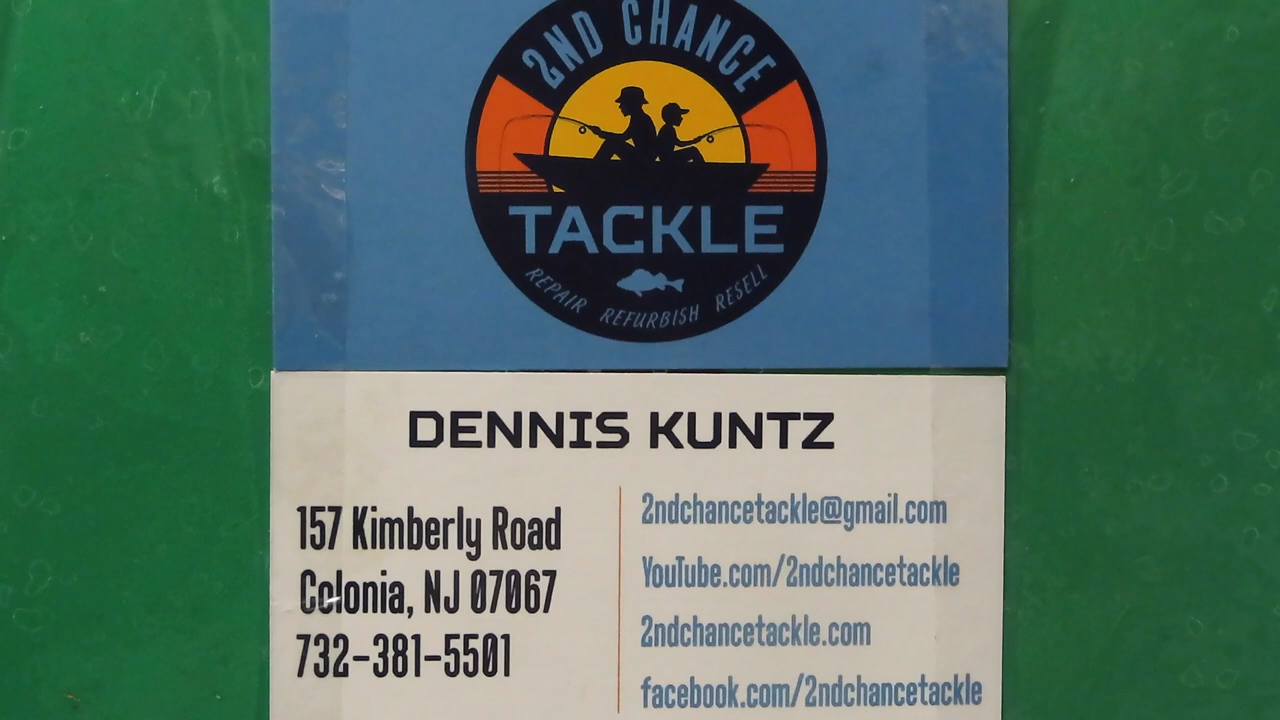 2ND CHANCE
TACKLE
REPAIR REFURBISH RESELL
DENNIS KUNTZ
157 Kimberly Road
Colonia, NJ 07067
732-381-5501
2ndchancetackle@gmail.com
YouTube.com/2ndchancetackle
2ndchancetackle.com
facebook.com/2ndchancetackle